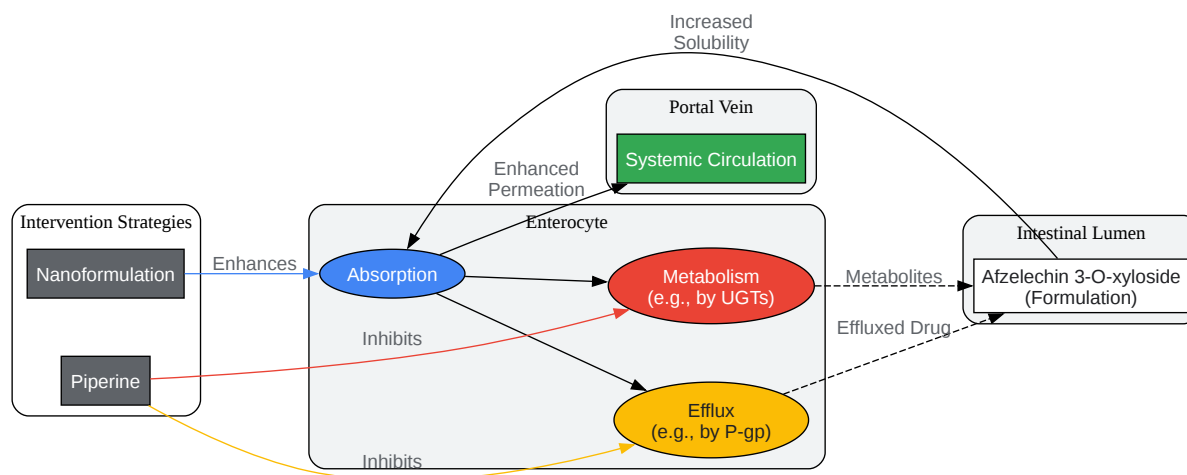 Increased
Solubility
Portal Vein
Systemic Circulation
Enhanced
Permeation
Intervention Strategies
Enterocyte
Intestinal Lumen
Nanoformulation
Enhances
Absorption
Metabolism
(e.g., by UGTs)
Metabolites
Afzelechin 3-O-xyloside
(Formulation)
Effluxed Drug
Inhibits
Piperine
Efflux
(e.g., by P-gp)
Inhibits